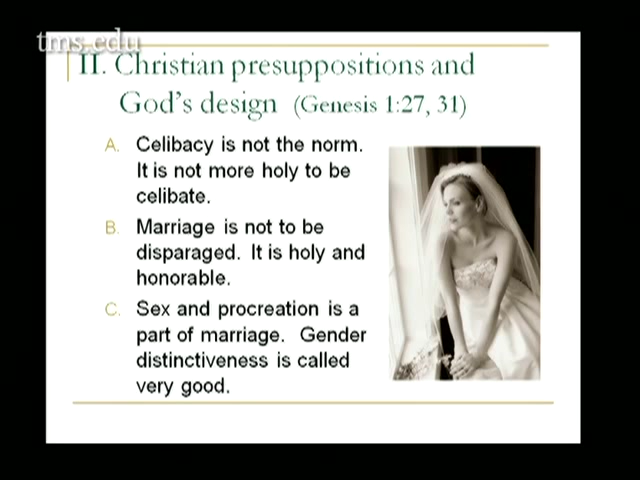 tms.edu
II. Christian presuppositions and
God's design (Genesis 1:27, 31)
A. Celibacy is not the norm.
It is not more holy to be
celibate.
B. Marriage is not to be
disparaged. It is holy and
honorable.
C. Sex and procreation is a
part of marriage. Gender
distinctiveness is called
very good.